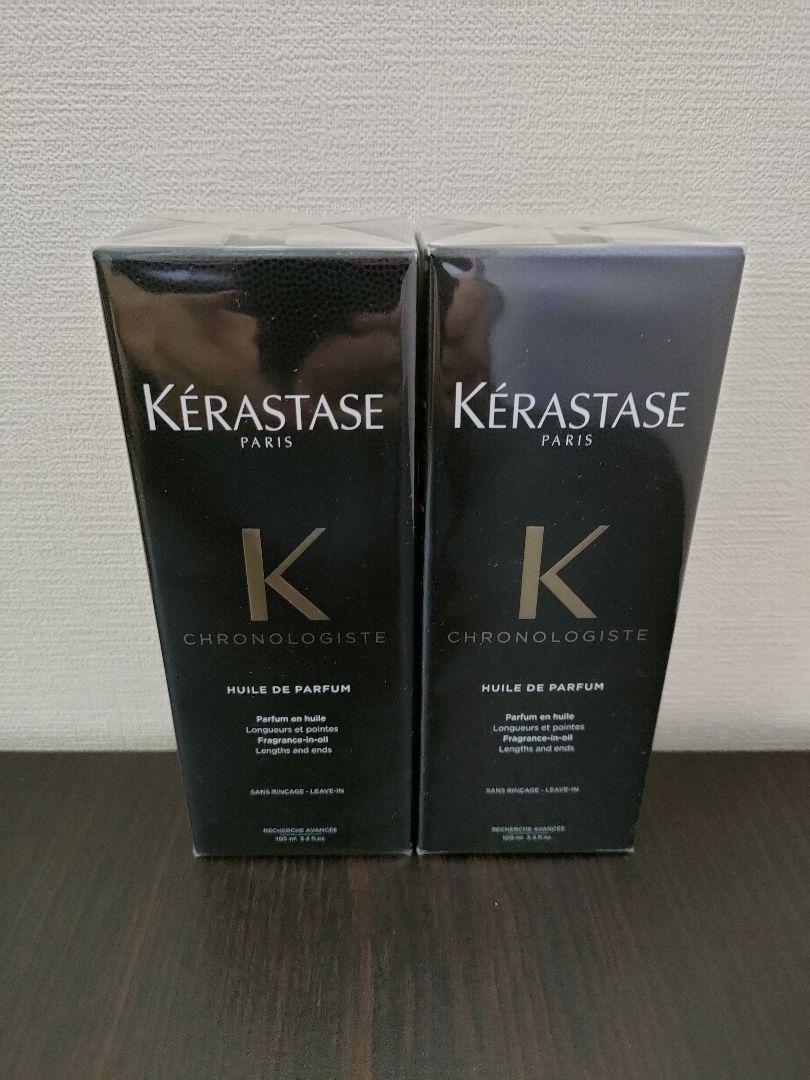 KÉRASTASE
PARIS
K
CHRONOLOGISTE
HUILE DE PARFUM
Parfum en huile
Longueurs et pointes
Fragrance-in-oil
Lengths and ends
SANS RINÇAGE - LEAVE-IN
RECHERCHE AVANCÉE
100 ml 3.4 fl.oz.
KÉRASTASE
PARIS
K
CHRONOLOGISTE
HUILE DE PARFUM
Parfum en huile
Longueurs et pointes
Fragrance-in-oil
Lengths and ends
SANS RINÇAGE - LEAVE-IN
RECHERCHE AVANCÉE
100 ml 3.4 fl.oz.